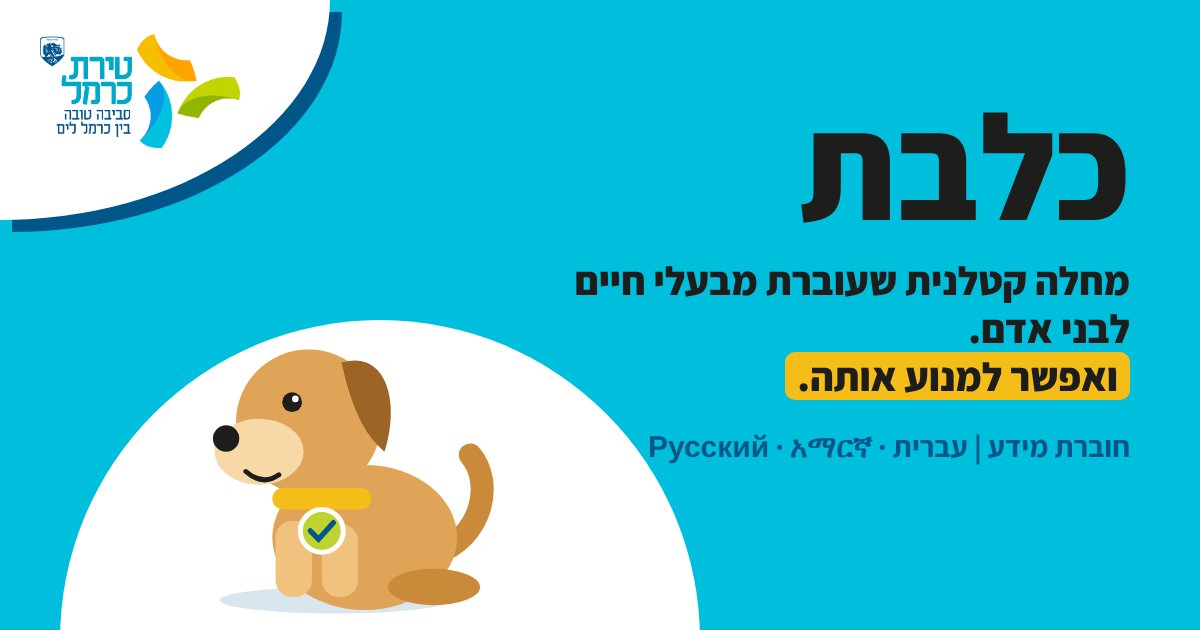 טירת
כרמל
סביבה טובה
בין כרמל לים
כלבת
מחלה קטלנית שעוברת מבעלי חיים
לבני אדם.
ואפשר למנוע אותה.
חוברת מידע | עברית · አማርኛ · Русский